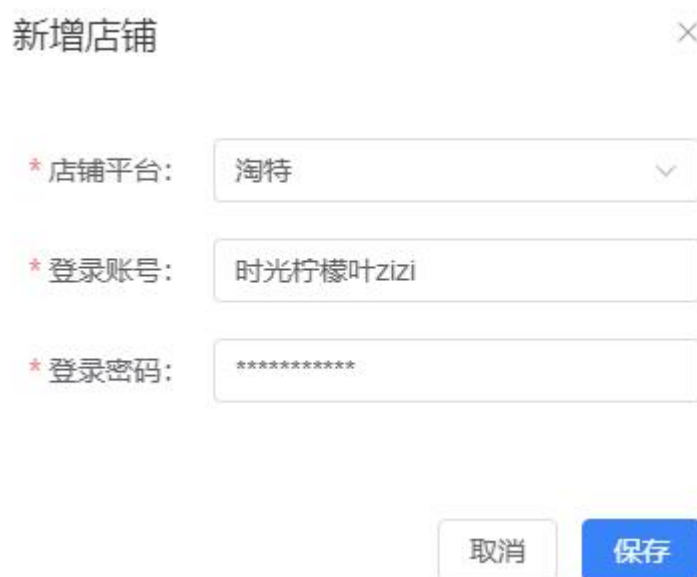 新增店铺
* 店铺平台： 淘特
* 登录账号： 时光柠檬叶zizi
* 登录密码： ***********
取消 保存